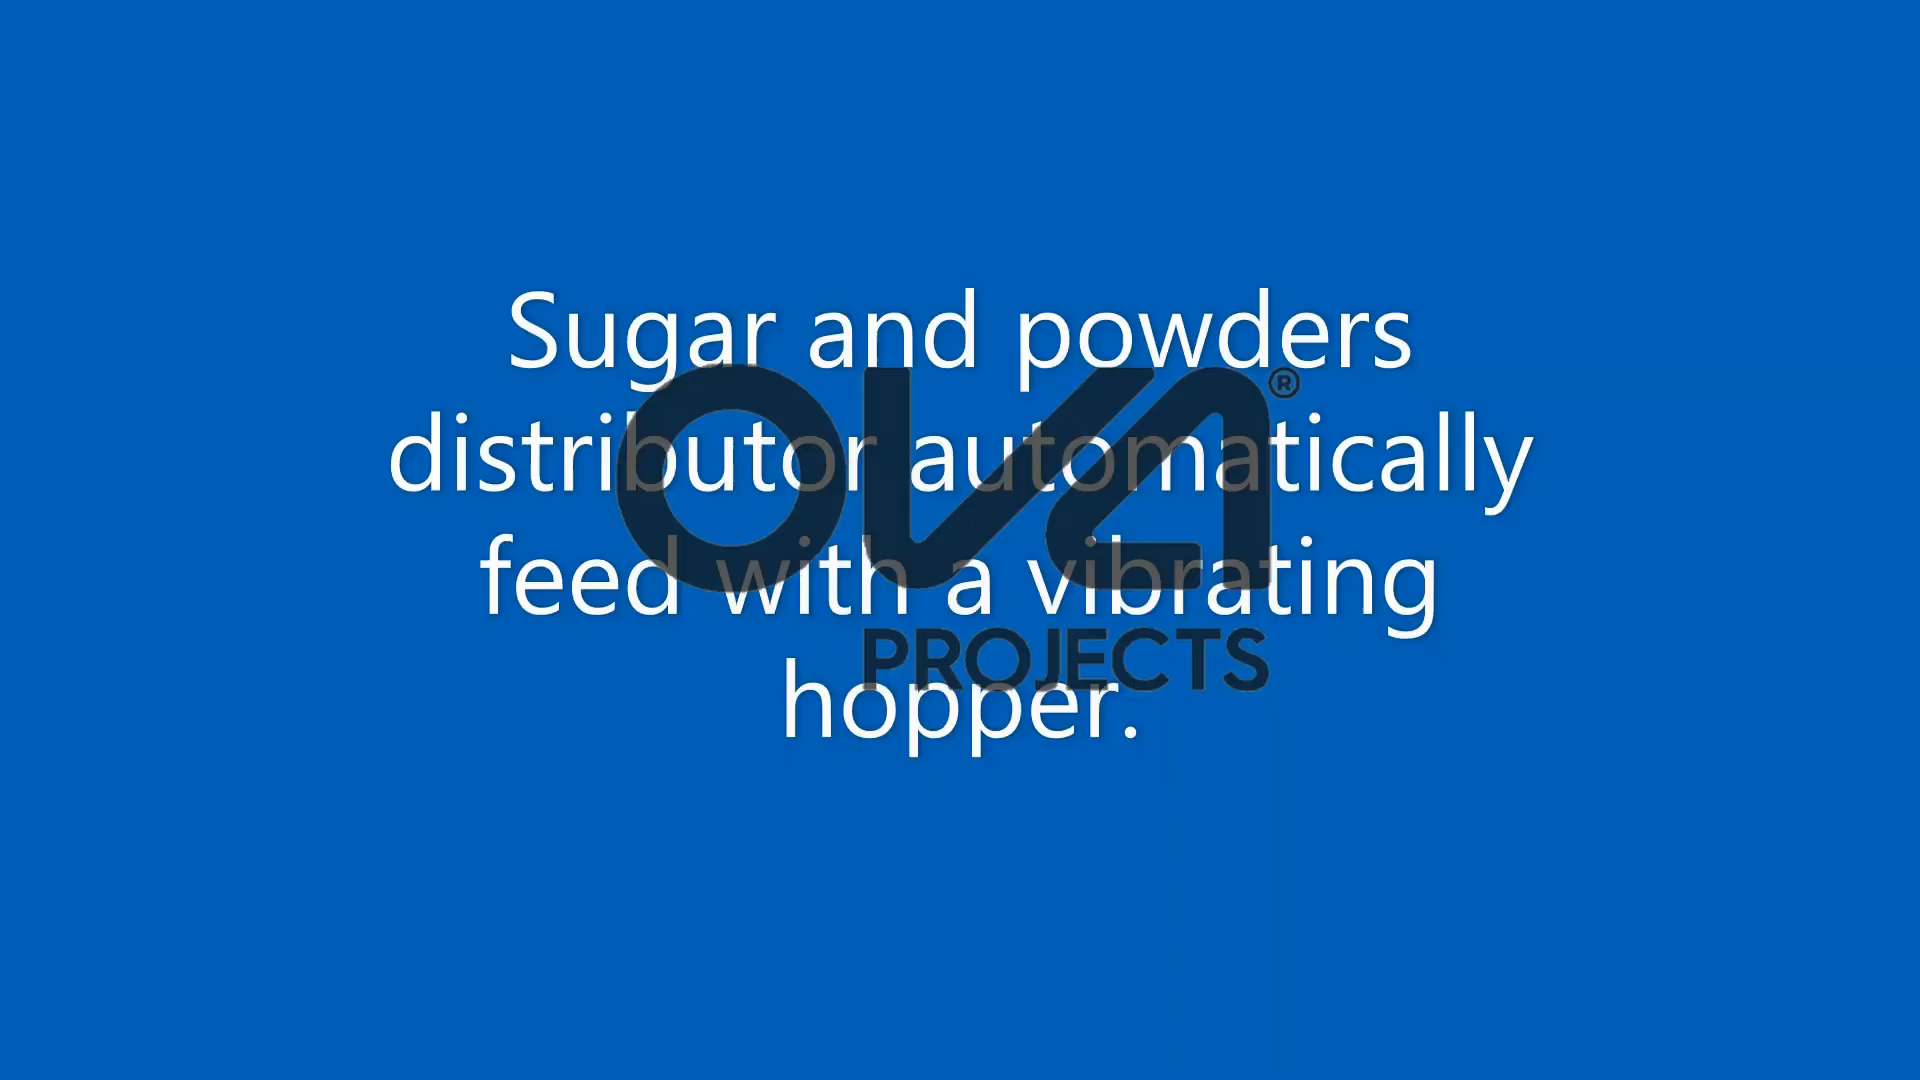 Sugar and powders
distributor automatically
feed with a vibrating
hopper.
OVA®
PROJECTS